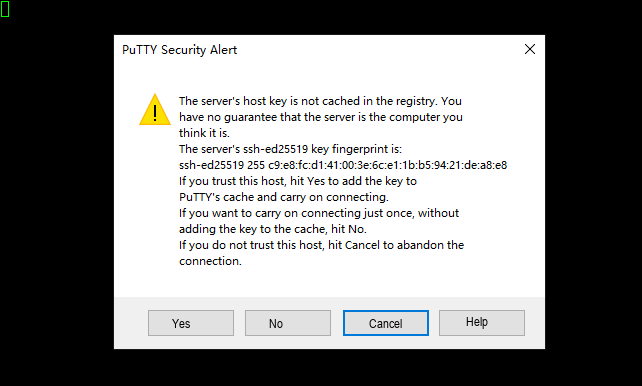 PuTTY Security Alert
The server's host key is not cached in the registry. You
have no guarantee that the server is the computer you
think it is.
The server's ssh-ed25519 key fingerprint is:
ssh-ed25519 255 c9:e8:fc:d1:41:00:3e:6c:e1:1b:b5:94:21:de:a8:e8
If you trust this host, hit Yes to add the key to
PuTTY's cache and carry on connecting.
If you want to carry on connecting just once, without
adding the key to the cache, hit No.
If you do not trust this host, hit Cancel to abandon the
connection.
Yes No Cancel Help